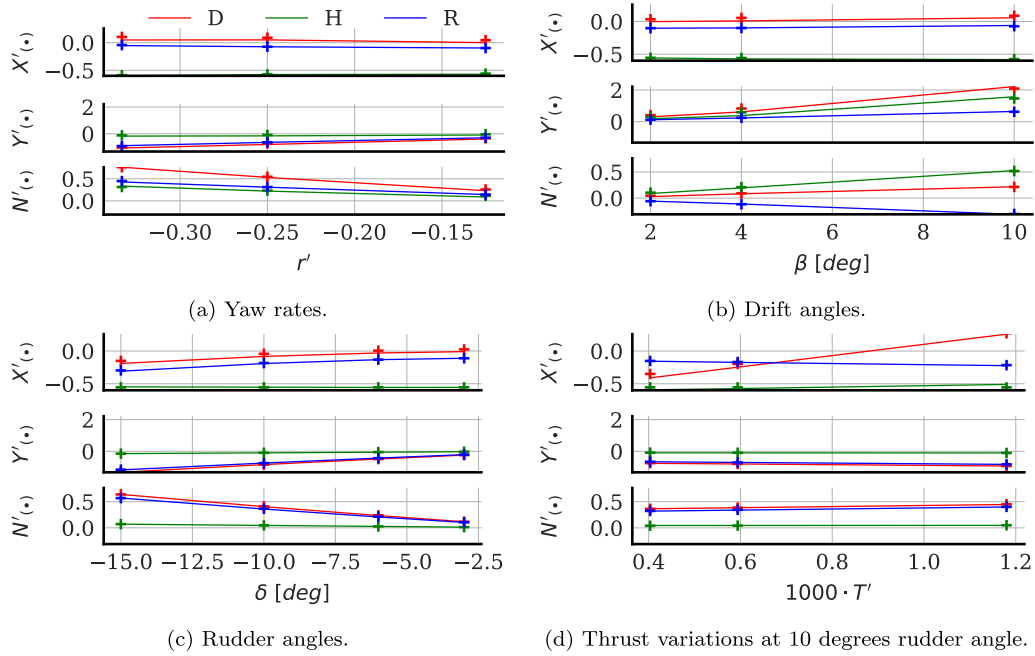 D H R
X′(•) 0.0 −0.5
Y′(•) 2 0
N′(•) 0.5 0.0
−0.30 −0.25 −0.20 −0.15
r′
(a) Yaw rates.
X′(•) 0.0 −0.5
Y′(•) 2 0
N′(•) 0.5 0.0
2 4 6 8 10
β [deg]
(b) Drift angles.
X′(•) 0.0 −0.5
Y′(•) 2 0
N′(•) 0.5 0.0
−15.0 −12.5 −10.0 −7.5 −5.0 −2.5
δ [deg]
(c) Rudder angles.
X′(•) 0.0 −0.5
Y′(•) 2 0
N′(•) 0.5 0.0
0.4 0.6 0.8 1.0 1.2
1000 · T′
(d) Thrust variations at 10 degrees rudder angle.